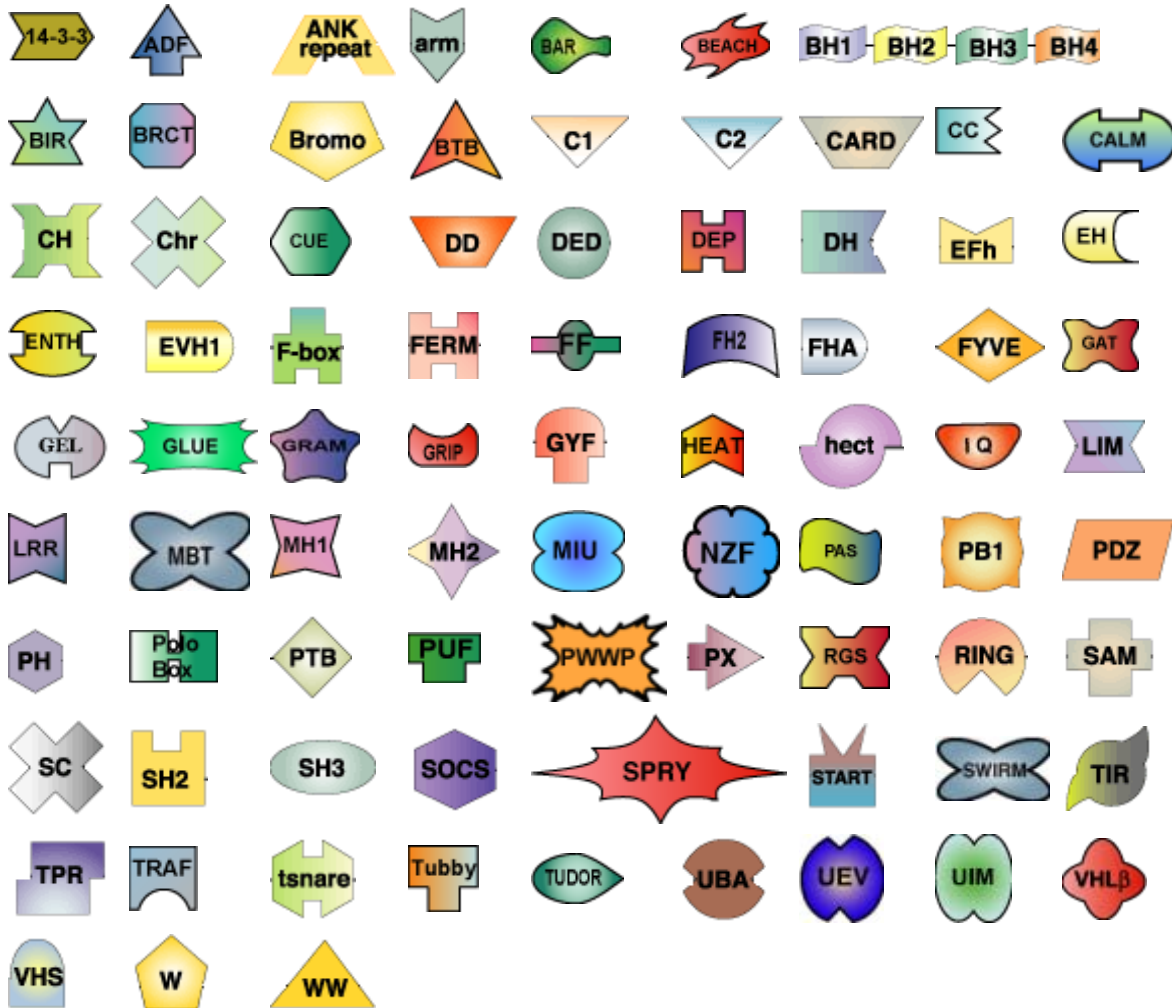 14-3-3 ADF ANK repeat arm BAR BEACH BH1 BH2 BH3 BH4
BIR BRCT Bromo BTB C1 C2 CARD CC CALM
CH Chr CUE DD DED DEP DH EFh EH
ENTH EVH1 F-box FERM FF FH2 FHA FYVE GAT
GEL GLUE GRAM GRIP GYF HEAT hect IQ LIM
LRR MBT MH1 MH2 MIU NZF PAS PB1 PDZ
PH Polo Box PTB PUF PWWP PX RGS RING SAM
SC SH2 SH3 SOCS SPRY START SWIRM TIR
TPR TRAF tsnare Tubby TUDOR UBA UEV UIM VHLβ
VHS W WW